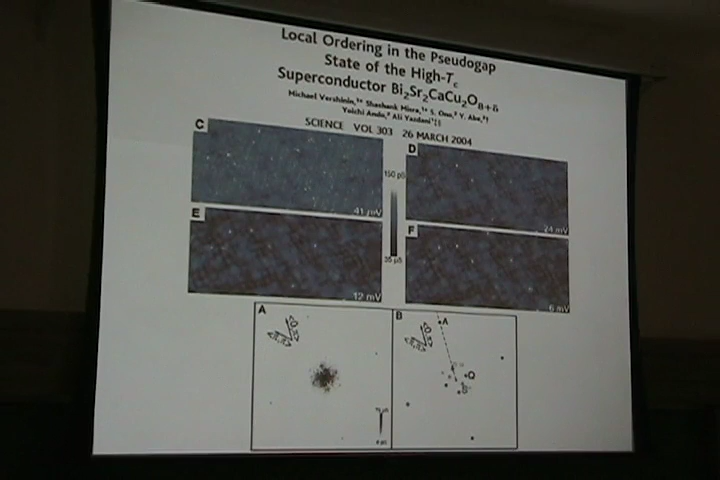 Local Ordering in the Pseudogap
State of the High-Tc
Superconductor Bi2Sr2CaCu2O8+δ
Michael Vershinin,1* Shashank Misra,1* S. Ono,2 Y. Abe,2†
Yoichi Ando,2 Ali Yazdani1‡§
SCIENCE VOL 303 26 MARCH 2004
C
D
150 pS
41 mV
24 mV
E
F
35 pS
12 mV
6 mV
A
B
A
Q
S